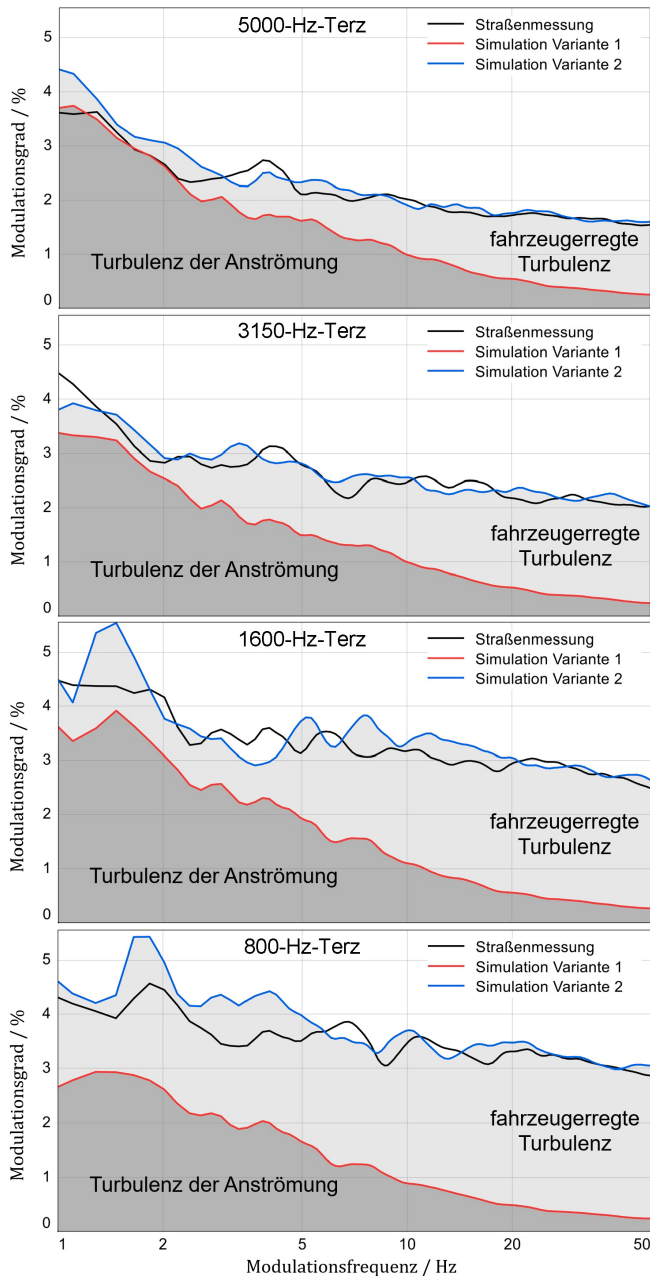 5000-Hz-Terz
Straßenmessung
Simulation Variante 1
Simulation Variante 2
Modulationsgrad / %
5
4
3
2
1
0
fahrzeugerregte
Turbulenz
Turbulenz der Anströmung
3150-Hz-Terz
Straßenmessung
Simulation Variante 1
Simulation Variante 2
Modulationsgrad / %
5
4
3
2
1
0
fahrzeugerregte
Turbulenz
Turbulenz der Anströmung
1600-Hz-Terz
Straßenmessung
Simulation Variante 1
Simulation Variante 2
Modulationsgrad / %
5
4
3
2
1
0
fahrzeugerregte
Turbulenz
Turbulenz der Anströmung
800-Hz-Terz
Straßenmessung
Simulation Variante 1
Simulation Variante 2
Modulationsgrad / %
5
4
3
2
1
0
fahrzeugerregte
Turbulenz
Turbulenz der Anströmung
1 2 5 10 20 50
Modulationsfrequenz / Hz